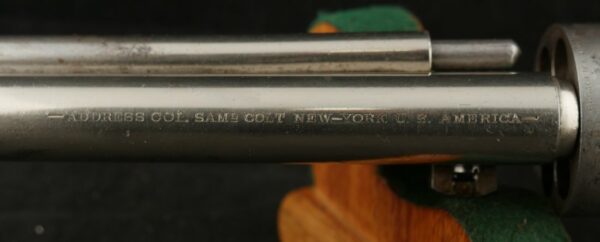 —ADDRESS COL. SAML COLT NEW-YORK U.S. AMERICA—